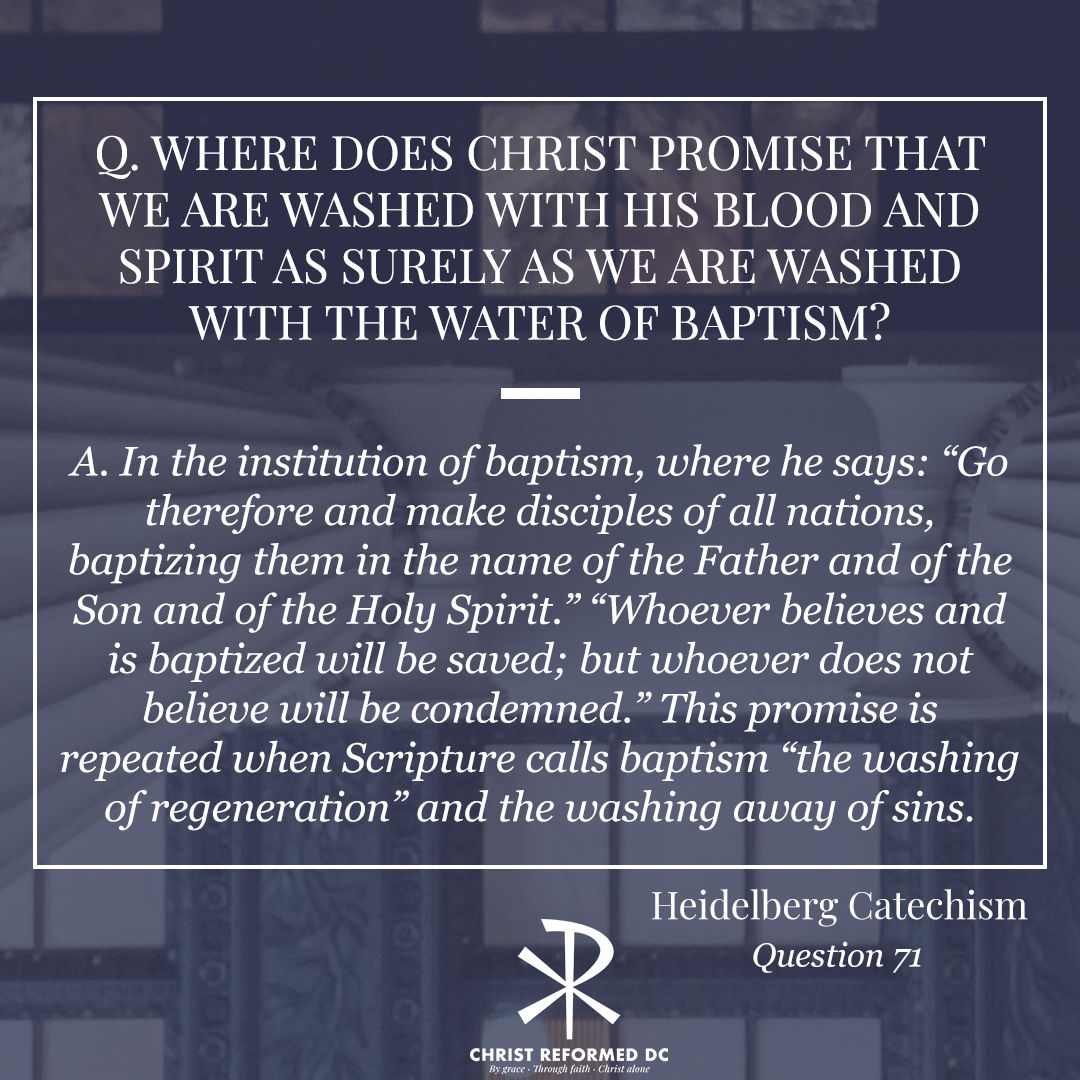 Q. WHERE DOES CHRIST PROMISE THAT
WE ARE WASHED WITH HIS BLOOD AND
SPIRIT AS SURELY AS WE ARE WASHED
WITH THE WATER OF BAPTISM?
A. In the institution of baptism, where he says: “Go
therefore and make disciples of all nations,
baptizing them in the name of the Father and of the
Son and of the Holy Spirit.” “Whoever believes and
is baptized will be saved; but whoever does not
believe will be condemned.” This promise is
repeated when Scripture calls baptism “the washing
of regeneration” and the washing away of sins.
Heidelberg Catechism
Question 71
CHRIST REFORMED DC
By grace · Through faith · Christ alone